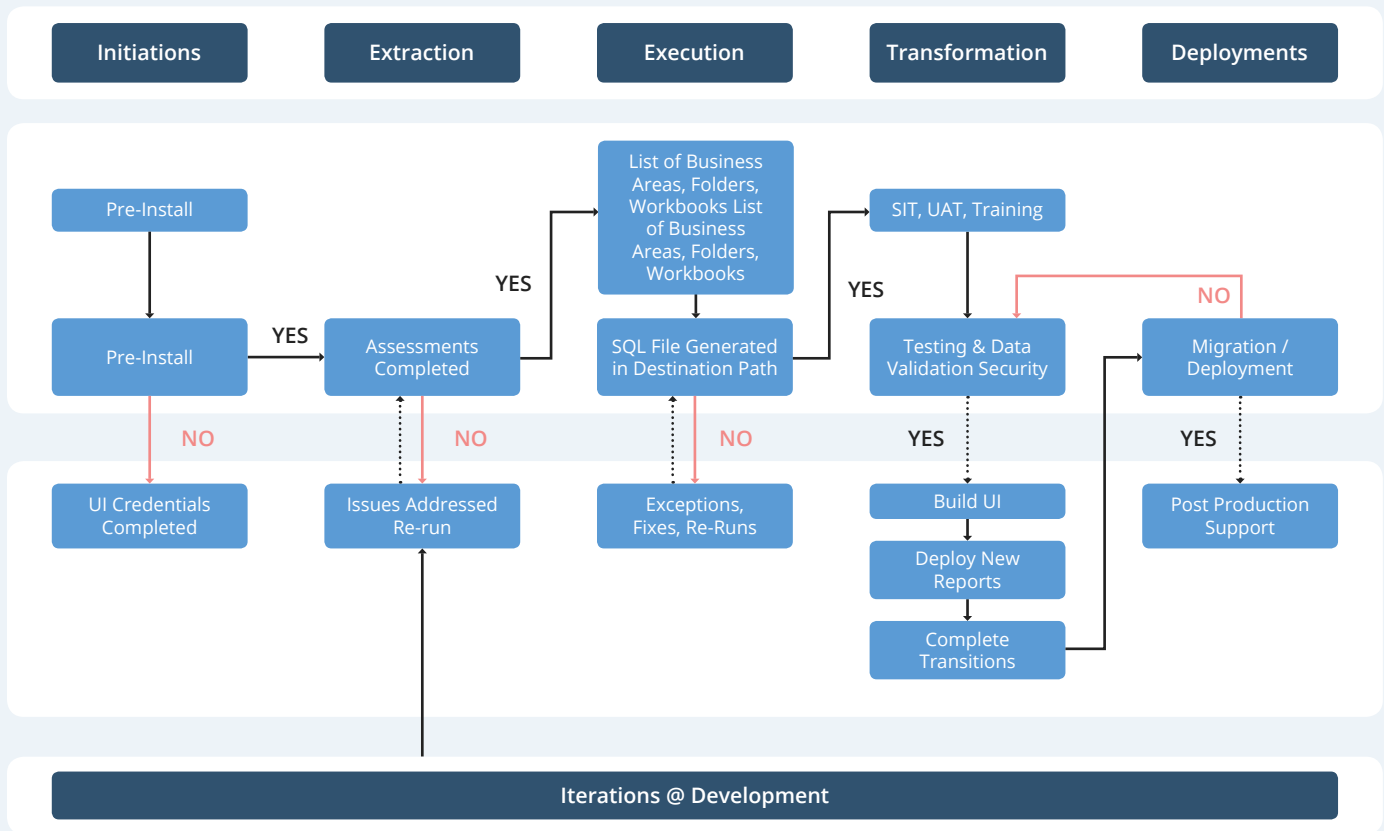 Initiations
Extraction
Execution
Transformation
Deployments
List of Business
Areas, Folders,
Workbooks List
of Business
Areas, Folders,
Workbooks
Pre-Install
SIT, UAT, Training
YES
YES
NO
YES
Pre-Install
Assessments
Completed
SQL File Generated
in Destination Path
Testing & Data
Validation Security
Migration /
Deployment
NO
NO
NO
YES
YES
UI Credentials
Completed
Issues Addressed
Re-run
Exceptions,
Fixes, Re-Runs
Build UI
Post Production
Support
Deploy New
Reports
Complete
Transitions
Iterations @ Development